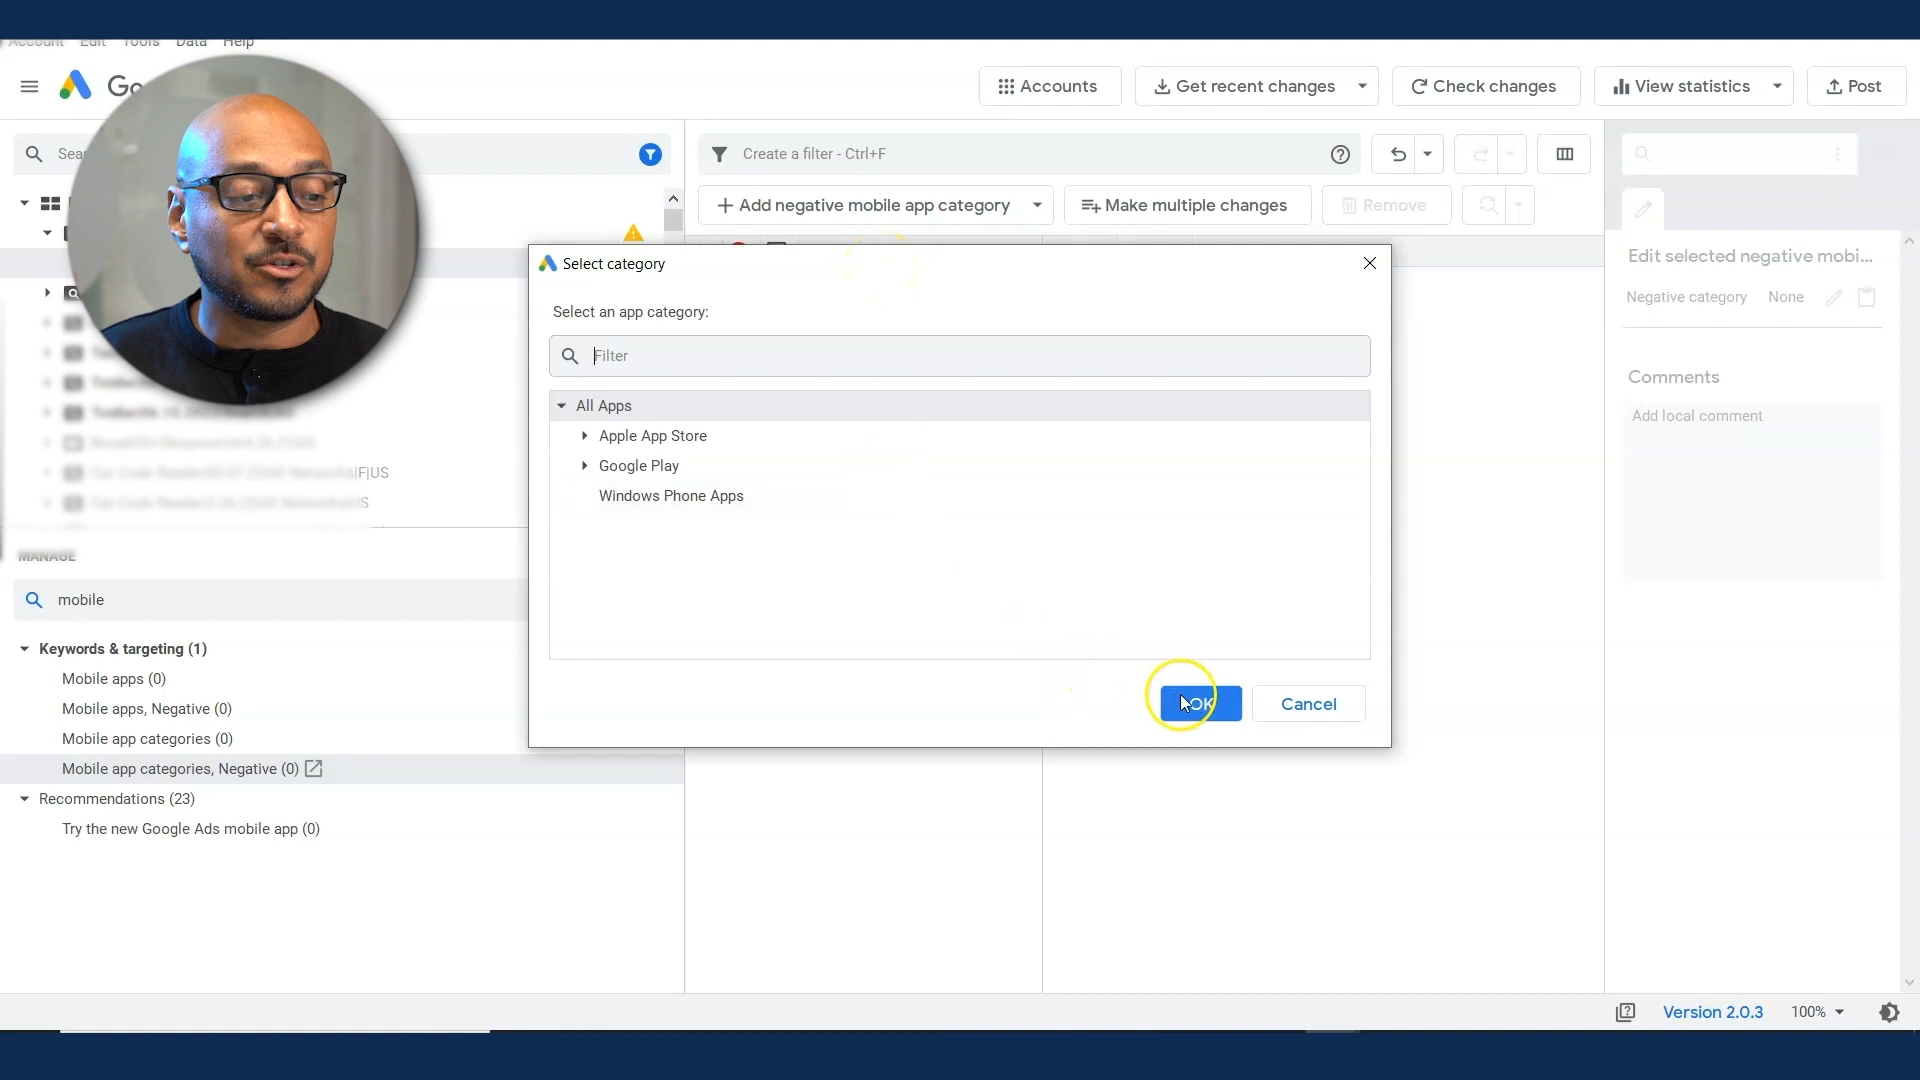 Account Edit Tools Data Help
Go
Accounts
Get recent changes
Check changes
View statistics
Post
Sea
Create a filter - Ctrl+F
Add negative mobile app category
Make multiple changes
Remove
Select category
Select an app category:
Filter
All Apps
Apple App Store
Google Play
Windows Phone Apps
OK
Cancel
|F|US
MANAGE
mobile
Keywords & targeting (1)
Mobile apps (0)
Mobile apps, Negative (0)
Mobile app categories (0)
Mobile app categories, Negative (0)
Recommendations (23)
Try the new Google Ads mobile app (0)
Edit selected negative mobi...
Negative category None
Comments
Add local comment
Version 2.0.3
100%